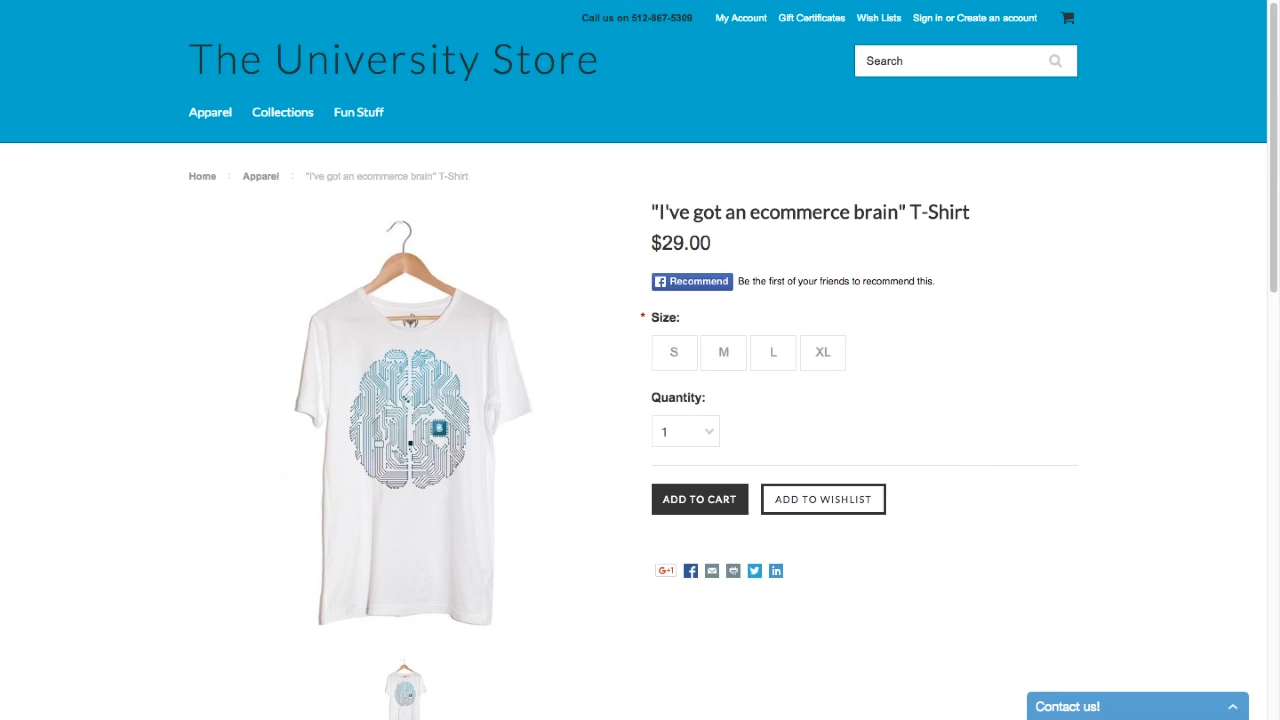 Call us on 512-867-5309 My Account Gift Certificates Wish Lists Sign in or Create an account
The University Store
Search
Apparel Collections Fun Stuff
Home : Apparel : "I've got an ecommerce brain" T-Shirt
"I've got an ecommerce brain" T-Shirt
$29.00
Recommend Be the first of your friends to recommend this.
* Size:
S M L XL
Quantity:
1
ADD TO CART ADD TO WISHLIST
G+1
Contact us!